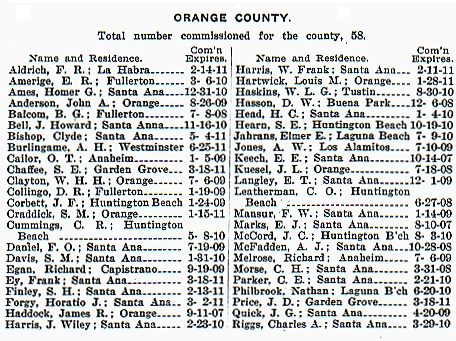 ORANGE COUNTY.
Total number commissioned for the county, 58.
Com'n
Name and Residence. Expires.
Aldrich, F. R.; La Habra 2-14-11
Amerige, E. R.; Fullerton 3- 6-10
Ames, Homer G.; Santa Ana 12-31-10
Anderson, John A.; Orange 8-26-09
Balcom, B. G.; Fullerton 7- 8-08
Bell, J. Howard; Santa Ana 11-16-10
Bishop, Clyde; Santa Ana 5- 4-11
Burlingame, A. H.; Westminster 6-25-11
Cailor, O. T.; Anaheim 1- 5-09
Chaffee, S. E.; Garden Grove 3-18-11
Clayton, W. H. H.; Orange 7- 6-09
Collingo, D.; Fullerton 1-19-09
Corbett, J. F.; Huntington Beach 1-24-09
Craddick, S. M.; Orange 1-15-11
Cummings, C. R.; Huntington
Beach 5- 8-10
Daniel, F. O.; Santa Ana 7-19-09
Davis, S. M.; Santa Ana 1-31-10
Egan, Richard; Capistrano 9-19-09
Ey, Frank; Santa Ana 3-18-11
Finley, S. H.; Santa Ana 2-13-11
Forgy, Horatio J.; Santa Ana 3- 2-11
Haddock, James R.; Orange 9-11-07
Harris, J. Wiley; Santa Ana 2-23-10
Com'n
Name and Residence. Expires.
Harris, W. Frank; Santa Ana 2-11-11
Hartwick, Louis M.; Orange 1-28-11
Haskins, W. L. G.; Tustin 8-30-10
Hasson, D. W.; Buena Park 12- 6-08
Head, H. C.; Santa Ana 1- 4-10
Hearn, S. E.; Huntington Beach 10-19-10
Jahrans, Elmer E.; Laguna Beach 7- 9-10
Jones, A. W.; Los Alamitos 7-10-09
Keech, E. E.; Santa Ana 10-14-07
Kuesel, J. L.; Orange 7-18-08
Langley, E. T.; Santa Ana 12- 1-09
Leatherman, C. O.; Huntington
Beach 6-27-08
Mansur, F. W.; Santa Ana 1-14-09
Marks, E. J.; Santa Ana 8-10-07
McCord, J. C.; Huntington B'ch 8- 3-10
McFadden, A. J.; Santa Ana 10-28-08
Melrose, Richard; Anaheim 7- 6-09
Morse, C. H.; Santa Ana 3-31-08
Parker, C. E.; Santa Ana 2-21-10
Philbrook, Nathan; Laguna B'ch 6-20-10
Price, J. D.; Garden Grove 3-18-11
Quick, J. G.; Santa Ana 4-20-09
Riggs, Charles A.; Santa Ana 3-29-10